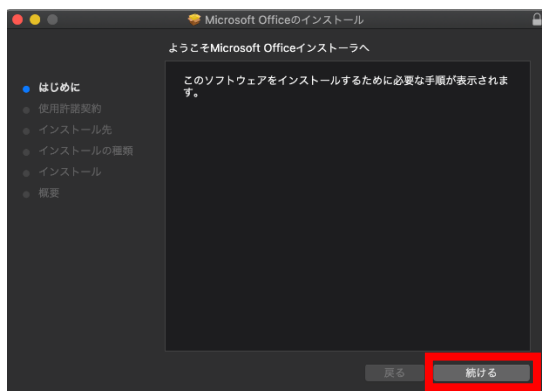 Microsoft Officeのインストール
ようこそMicrosoft Officeインストーラへ
はじめに
使用許諾契約
インストール先
インストールの種類
インストール
概要
このソフトウェアをインストールするために必要な手順が表示されま
す。
戻る
続ける